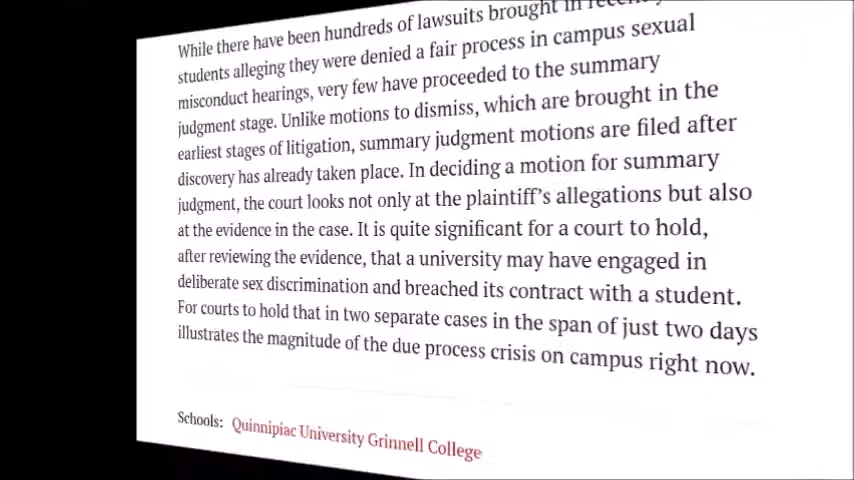 While there have been hundreds of lawsuits brought in
students alleging they were denied a fair process in campus sexual
misconduct hearings, very few have proceeded to the summary
judgment stage. Unlike motions to dismiss, which are brought in the
earliest stages of litigation, summary judgment motions are filed after
discovery has already taken place. In deciding a motion for summary
judgment, the court looks not only at the plaintiff's allegations but also
at the evidence in the case. It is quite significant for a court to hold,
after reviewing the evidence, that a university may have engaged in
deliberate sex discrimination and breached its contract with a student.
For courts to hold that in two separate cases in the span of just two days
illustrates the magnitude of the due process crisis on campus right now.
Schools: Quinnipiac University Grinnell College